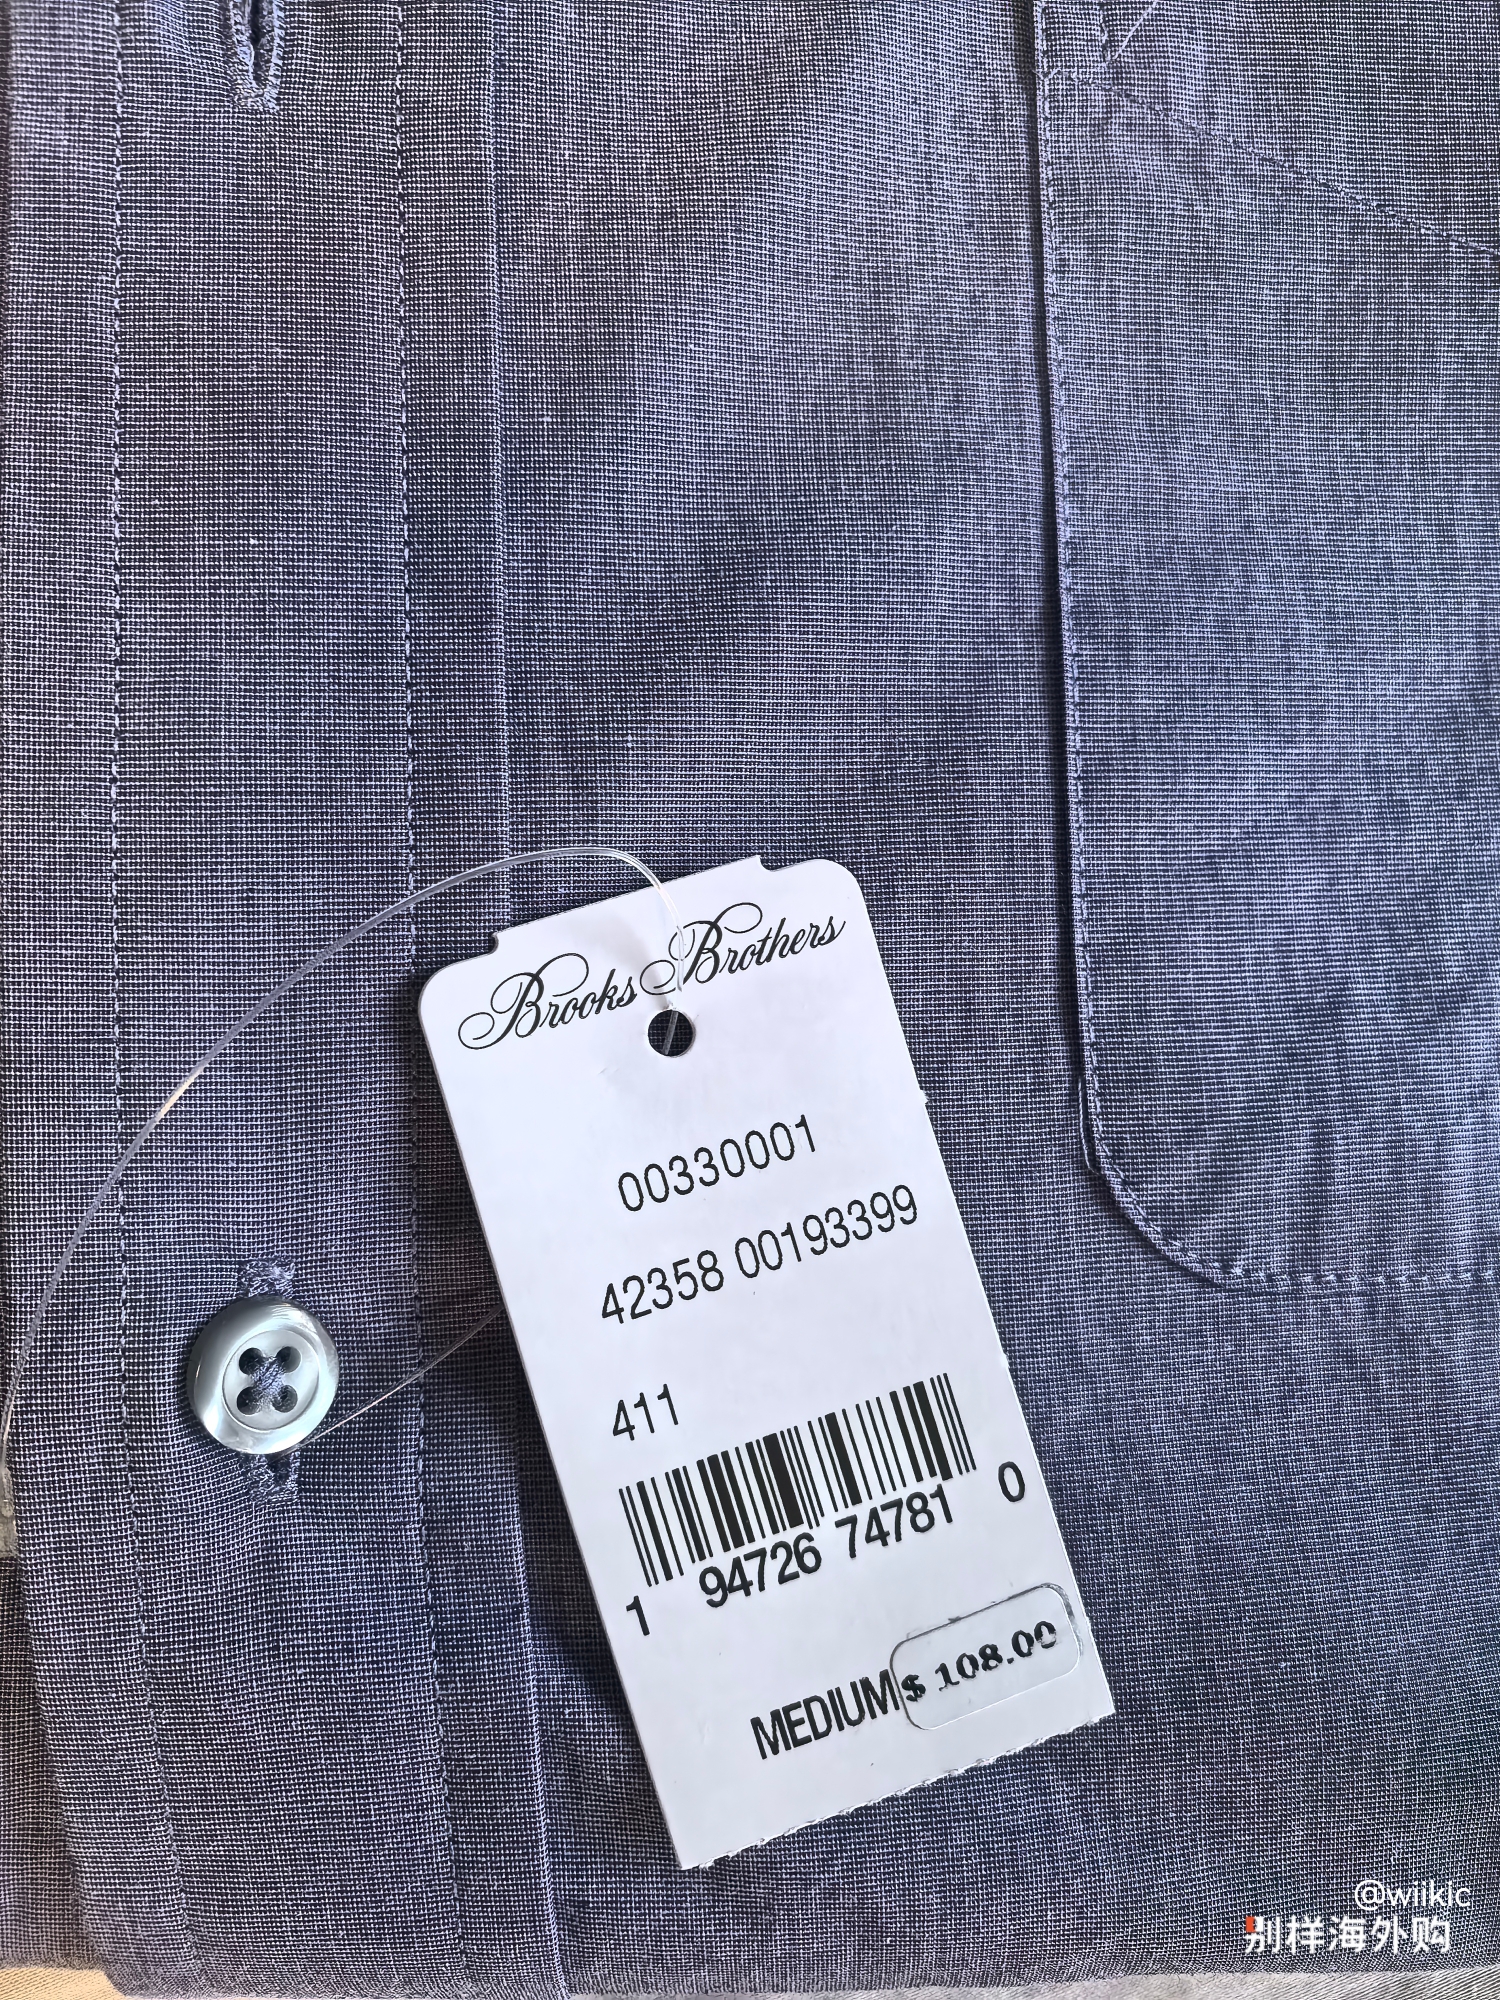 Brooks Brothers
00330001
42358 00193399
411
1 94726 74781 0
MEDIUM $ 108.00
@wiikic
别样海外购